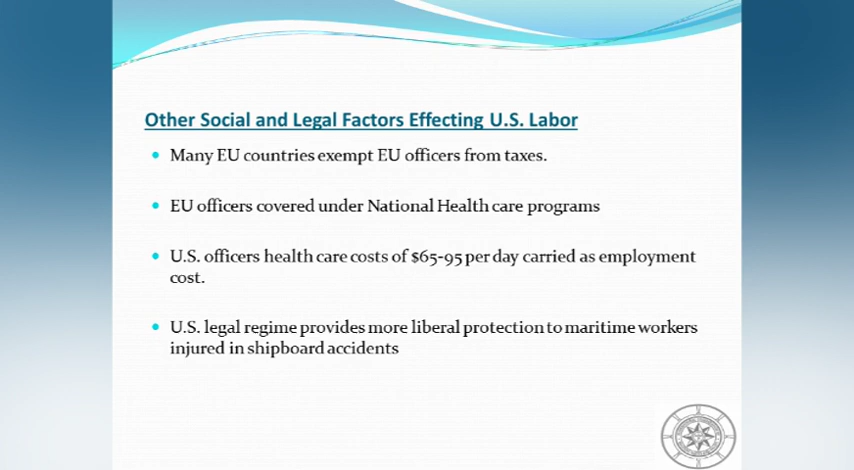 Other Social and Legal Factors Effecting U.S. Labor
Many EU countries exempt EU officers from taxes.
EU officers covered under National Health care programs
U.S. officers health care costs of $65-95 per day carried as employment
cost.
U.S. legal regime provides more liberal protection to maritime workers
injured in shipboard accidents